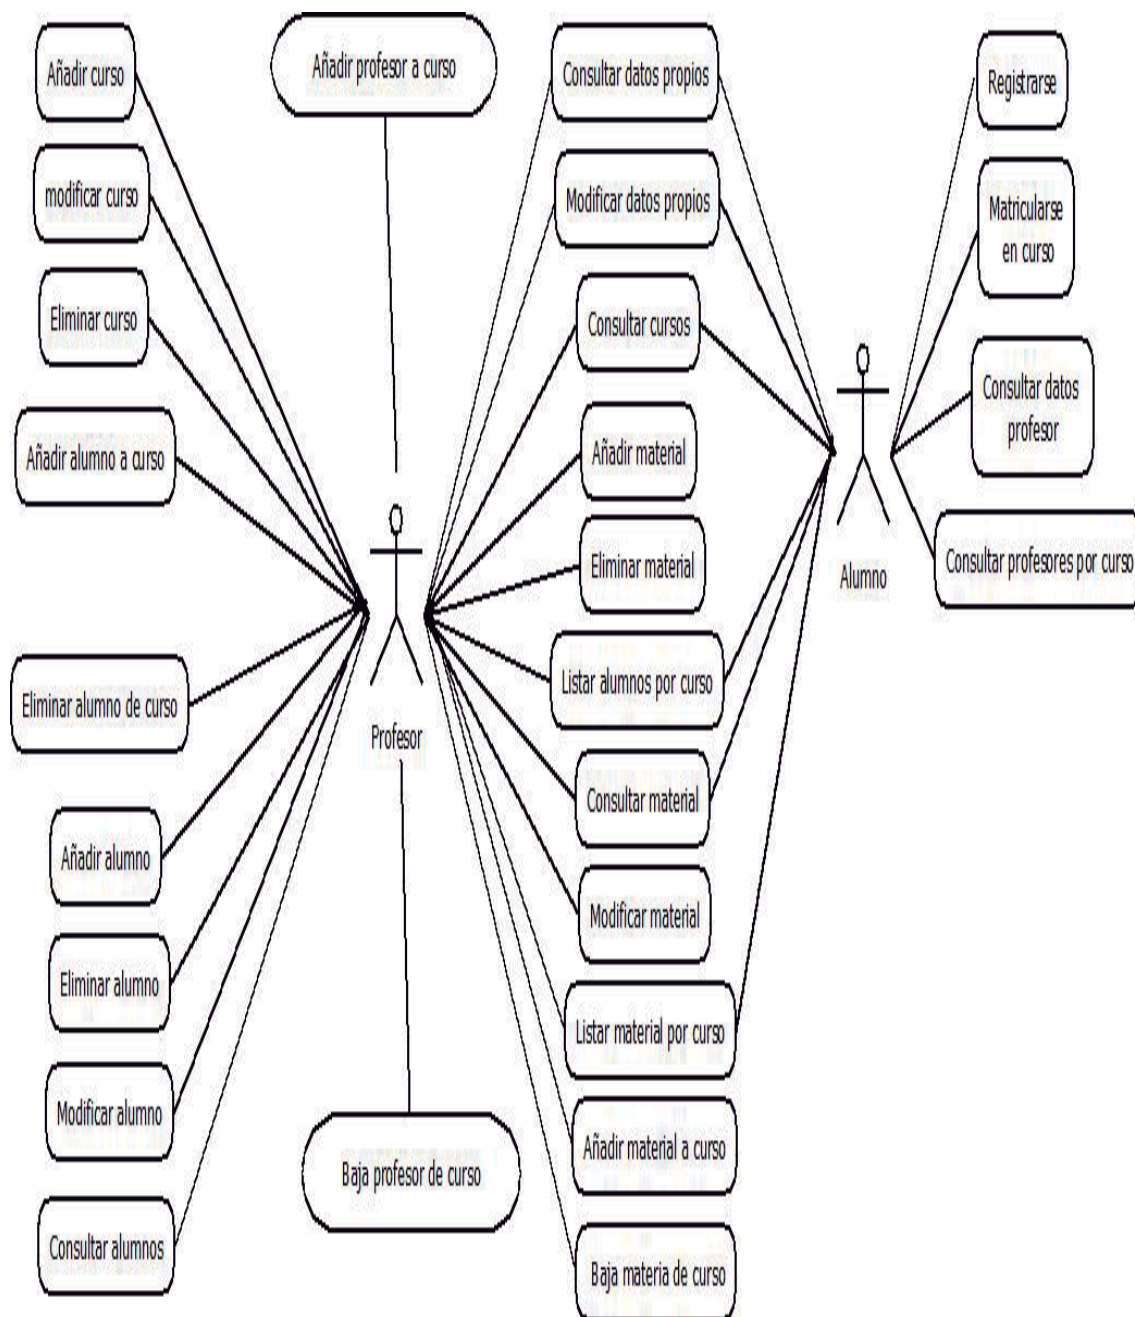 Añadir curso
modificar curso
Eliminar curso
Añadir alumno a curso
Eliminar alumno de curso
Añadir alumno
Eliminar alumno
Modificar alumno
Consultar alumnos
Añadir profesor a curso
Profesor
Baja profesor de curso
Consultar datos propios
Modificar datos propios
Consultar cursos
Añadir material
Eliminar material
Listar alumnos por curso
Consultar material
Modificar material
Listar material por curso
Añadir material a curso
Baja materia de curso
Alumno
Registrarse
Matricularse
en curso
Consultar datos
profesor
Consultar profesores por curso